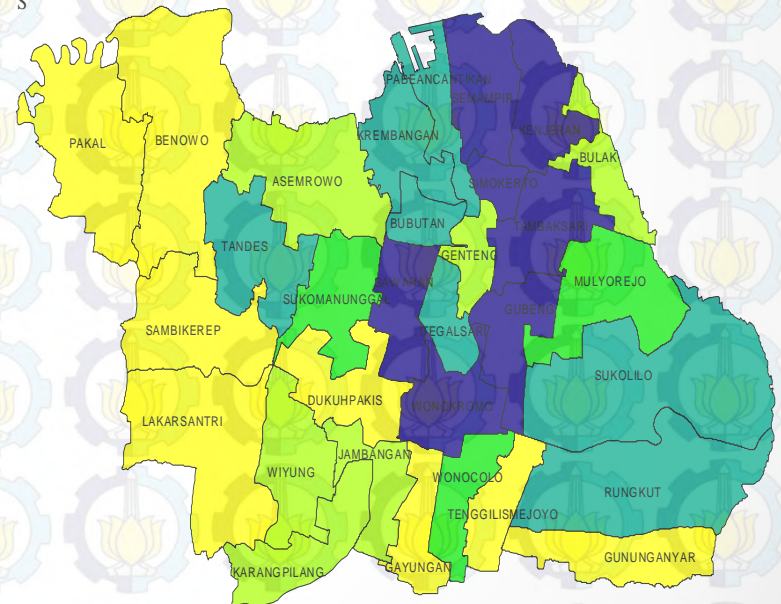 S
PABEANCANTIKAN
SEMAMPIR
KREMBANGAN
KENJERAN
PAKAL
BENOWO
BULAK
ASEMROWO
SIMOKERTO
BUBUTAN
TAMBAKSARI
TANDES
GENTENG
SAWAHAN
MULYOREJO
SUKOMANUNGGAL
GUBENG
SAMBIKEREP
TEGALSARI
SUKOLILO
DUKUHPAKIS
WONOKROMO
LAKARSANTRI
JAMBANGAN
WIYUNG
WONOCOLO
RUNGKUT
TENGGILISMEJOYO
GUNUNGANYAR
GAYUNGAN
KARANGPILANG